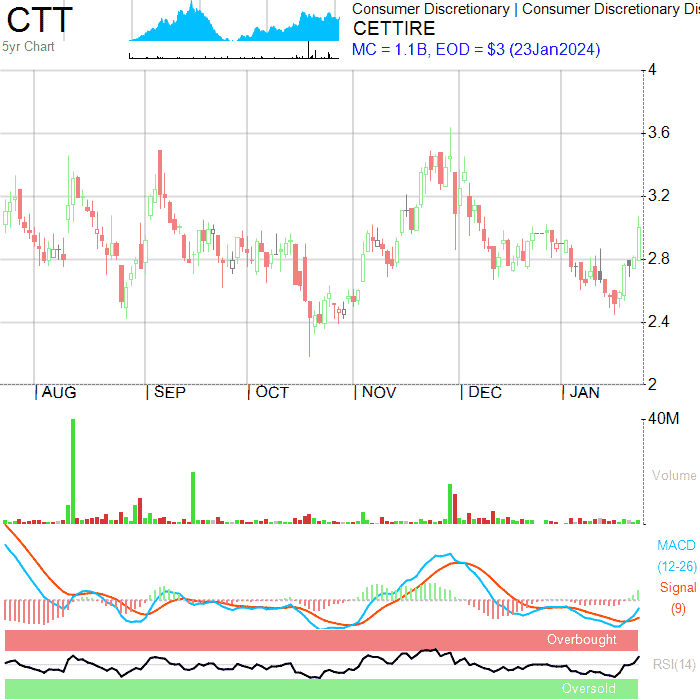 CTT
5yr Chart
Consumer Discretionary | Consumer Discretionary Dis
CETTIRE
MC = 1.1B, EOD = $3 (23Jan2024)
4
3.6
3.2
2.8
2.4
2
| AUG | SEP | OCT | NOV | DEC | JAN
40M
Volume
MACD
(12-26)
Signal
(9)
Overbought
RSI(14)
Oversold